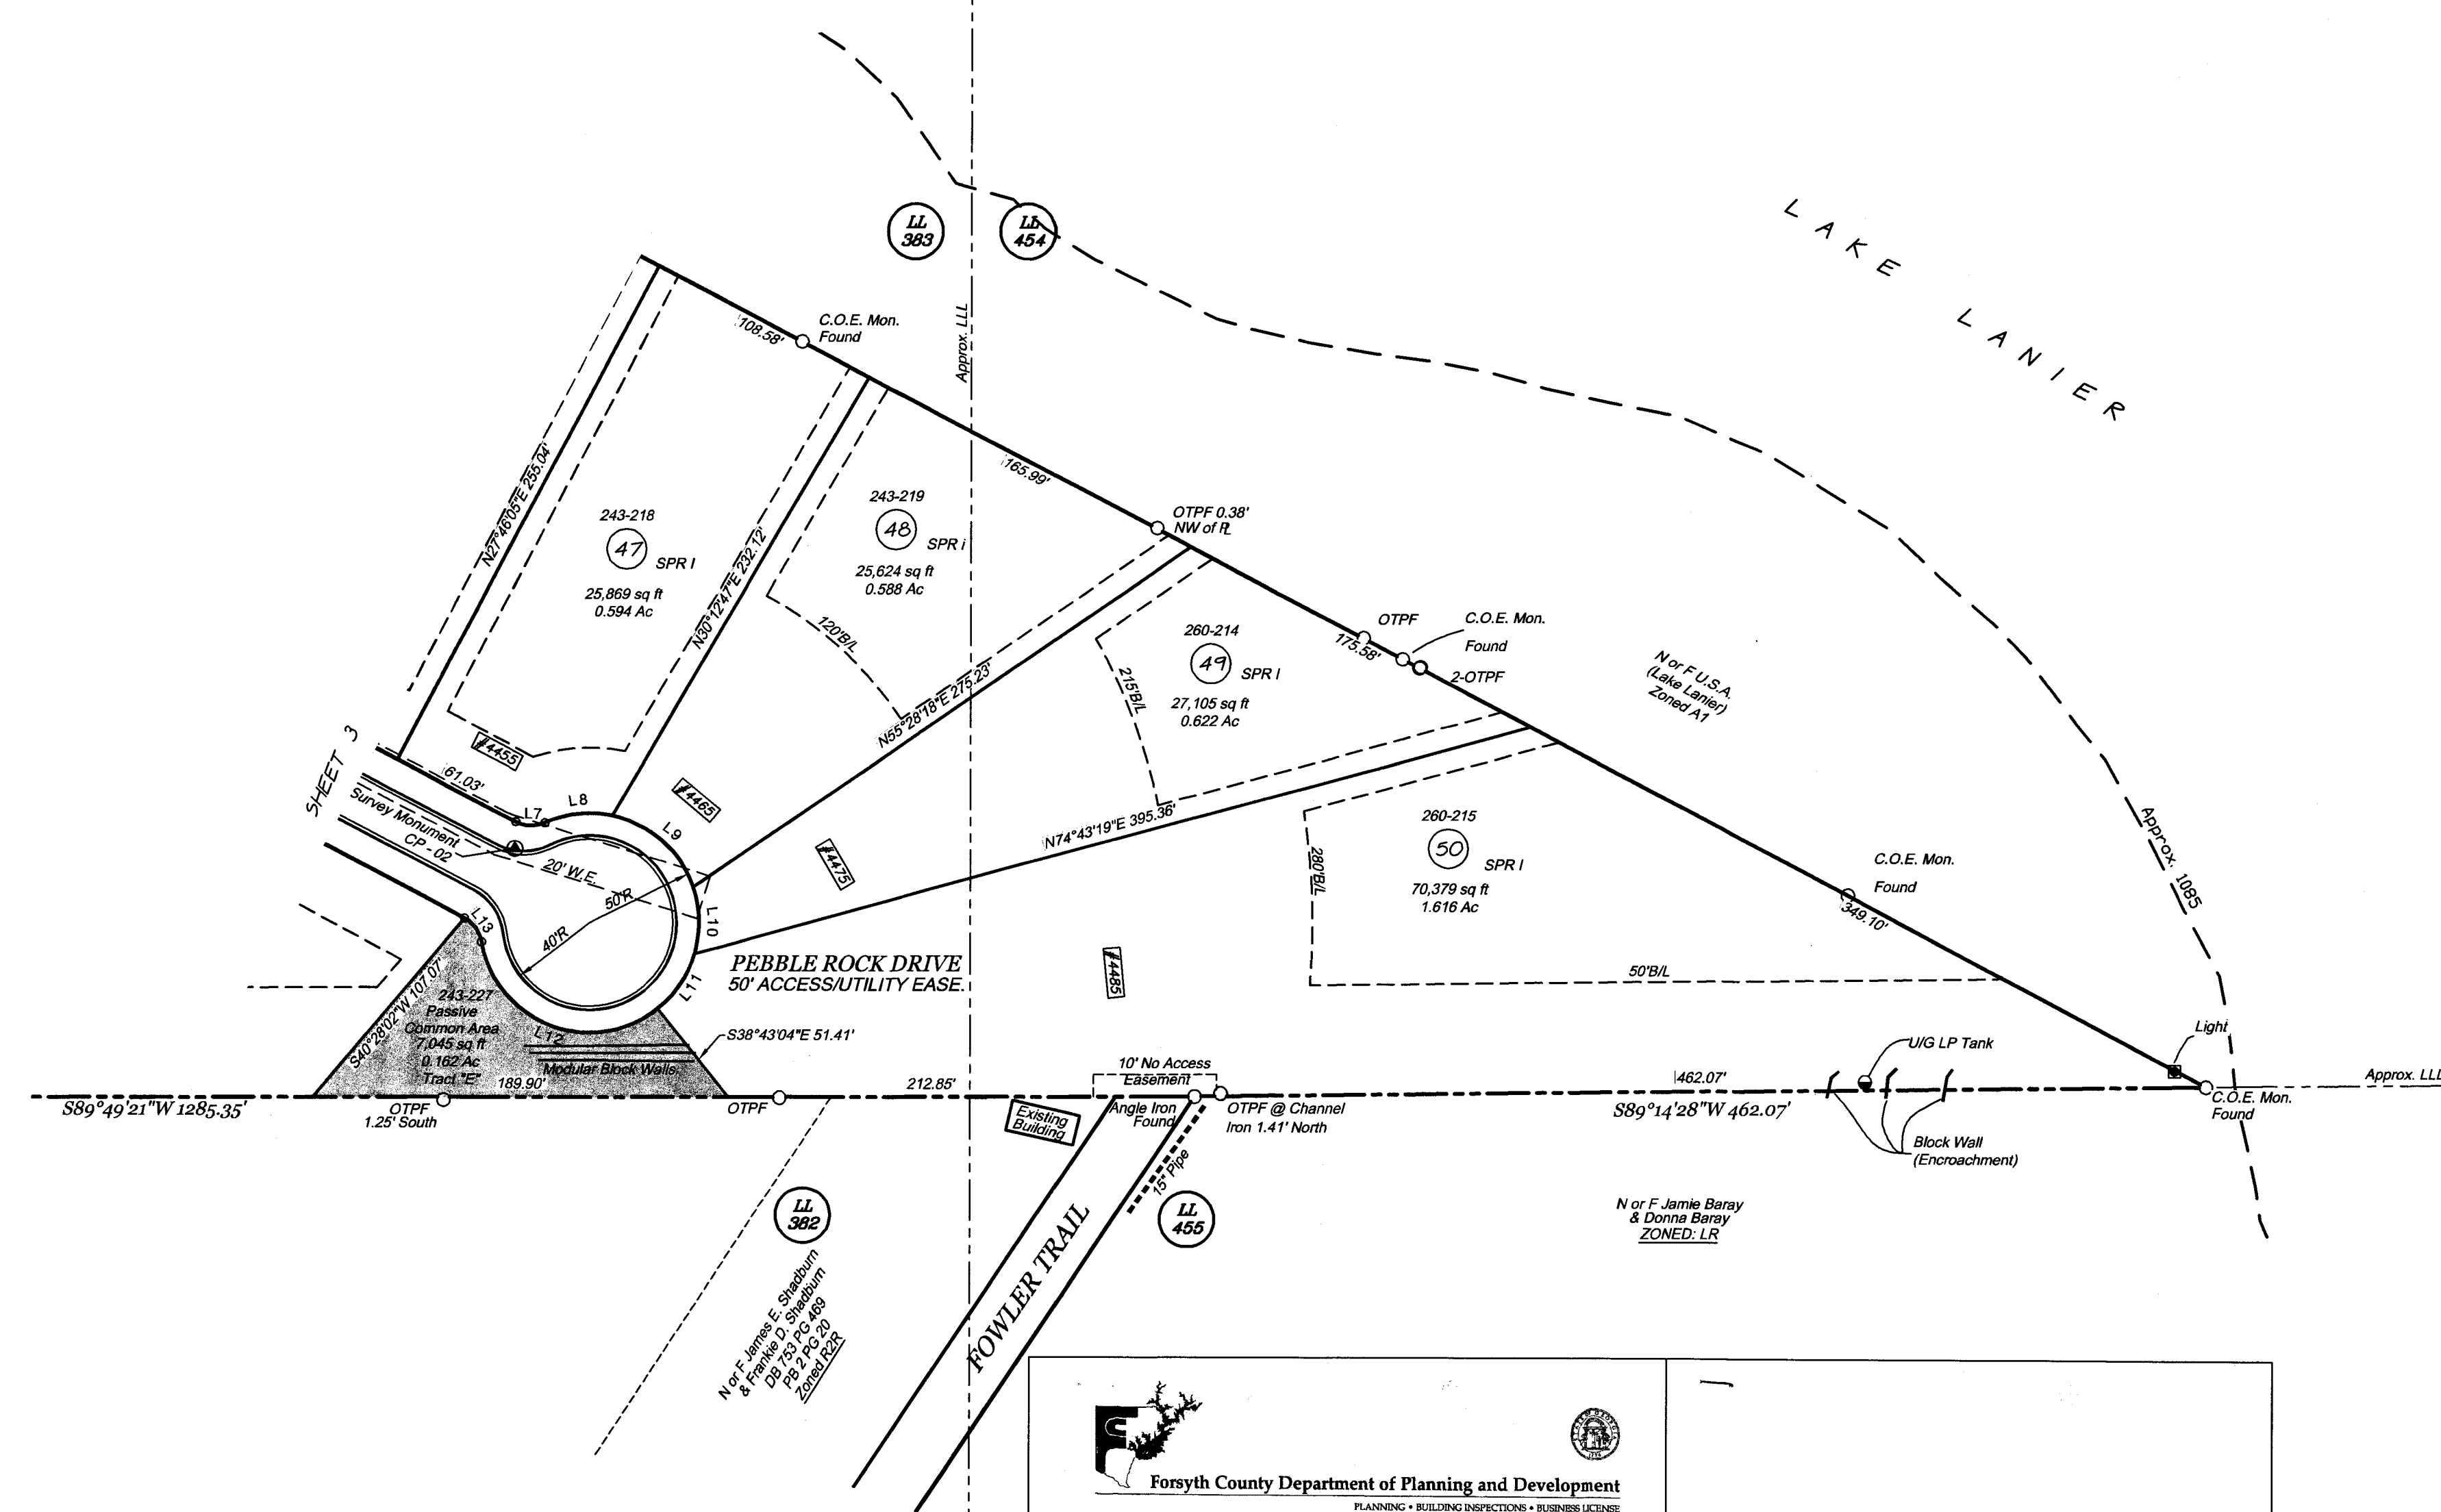 LAKE LANIER
LL
383
LL
454
Approx. LLL
108.58'
C.O.E. Mon.
Found
165.99'
N27°46'05"E 255.04'
243-218
47
SPR I
25,869 sq ft
0.594 Ac
N30°12'47"E 232.12'
243-219
48
SPR i
25,624 sq ft
0.588 Ac
120'B/L
OTPF 0.38'
NW of PL
N55°28'18"E 275.23'
260-214
49
SPR I
27,105 sq ft
0.622 Ac
215'B/L
OTPF
175.58'
C.O.E. Mon.
Found
2-OTPF
N or F U.S.A.
(Lake Lanier)
Zoned A1
N74°43'19"E 395.36'
260-215
50
SPR I
70,379 sq ft
1.616 Ac
280'B/L
50'B/L
C.O.E. Mon.
Found
349.10'
Approx. 1085
SHEET 3
#4455
61.03'
L7
L8
#4465
L9
#4475
Survey Monument
CP - 02
20' W.E.
50'R
40'R
L10
L11
L13
L12
PEBBLE ROCK DRIVE
50' ACCESS/UTILITY EASE.
#4485
S40°28'02"W 107.07'
243-227
Passive
Common Area
7,045 sq ft
0.162 Ac
Tract "E"
Modular Block Walls
189.90'
S38°43'04"E 51.41'
S89°49'21"W 1285.35'
OTPF
1.25' South
OTPF
212.85'
10' No Access
Easement
Existing
Building
Angle Iron
Found
OTPF @ Channel
Iron 1.41' North
462.07'
S89°14'28"W 462.07'
U/G LP Tank
Light
Approx. LLL
C.O.E. Mon.
Found
Block Wall
(Encroachment)
15" Pipe
LL
382
LL
455
FOWLER TRAIL
N or F James E. Shadburn
& Frankie D. Shadburn
DB 753 PG 469
PB 2 PG 20
Zoned R2R
N or F Jamie Baray
& Donna Baray
ZONED: LR
Forsyth County Department of Planning and Development
PLANNING • BUILDING INSPECTIONS • BUSINESS LICENSE